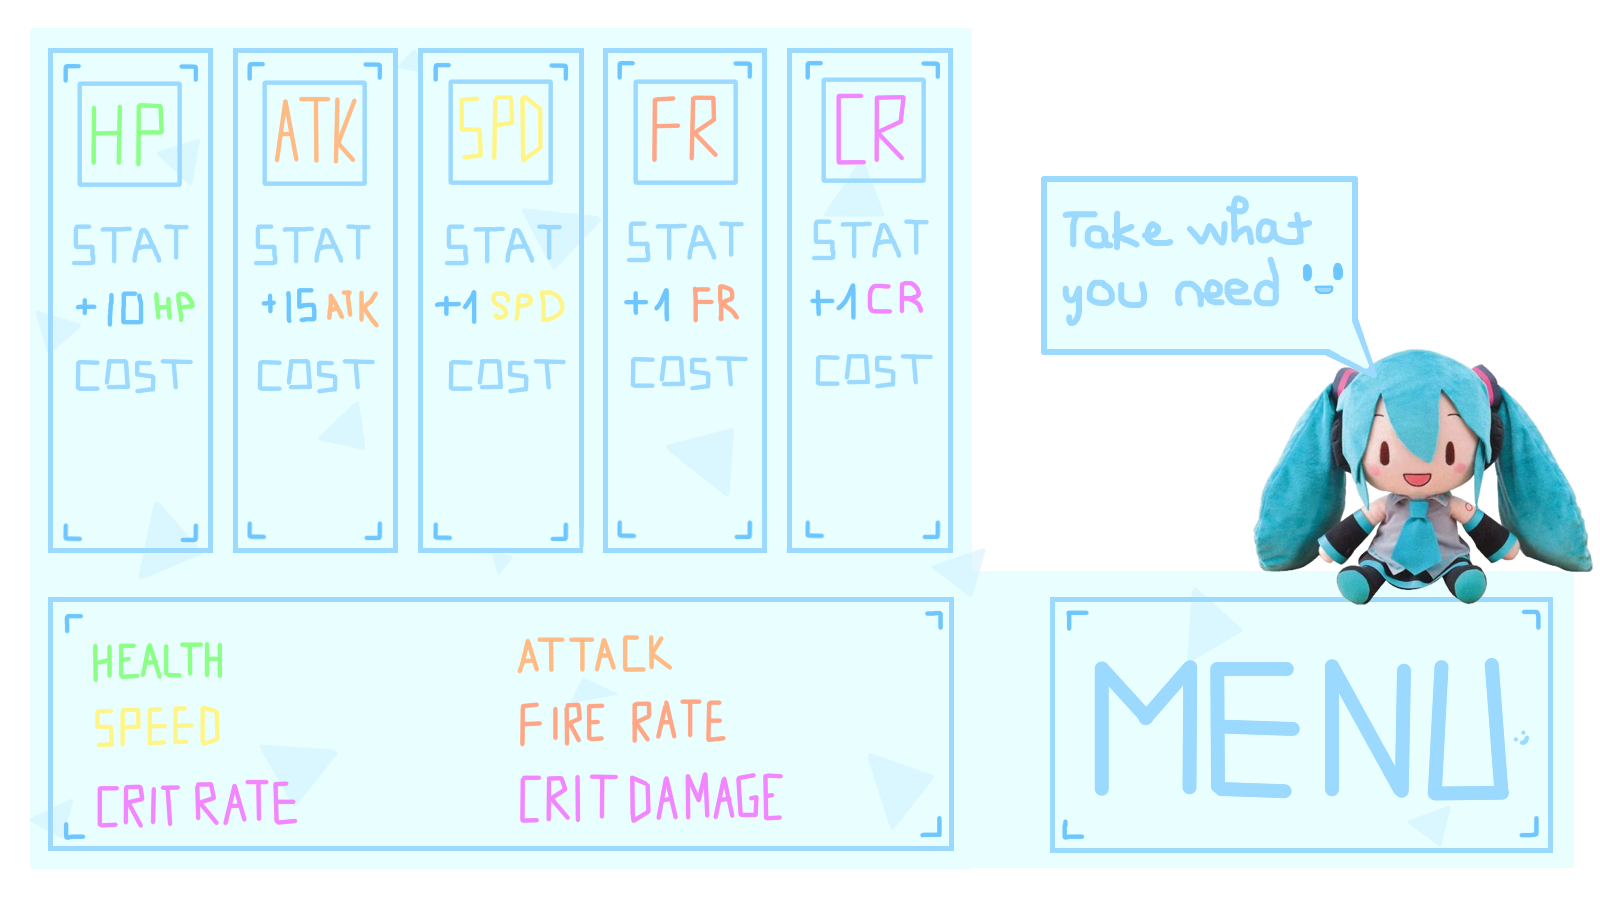 HP
STAT
+10 HP
COST
ATK
STAT
+15 ATK
COST
SPD
STAT
+1 SPD
COST
FR
STAT
+1 FR
COST
CR
STAT
+1 CR
COST
Take what
you need
HEALTH
ATTACK
SPEED
FIRE RATE
CRIT RATE
CRIT DAMAGE
MENU